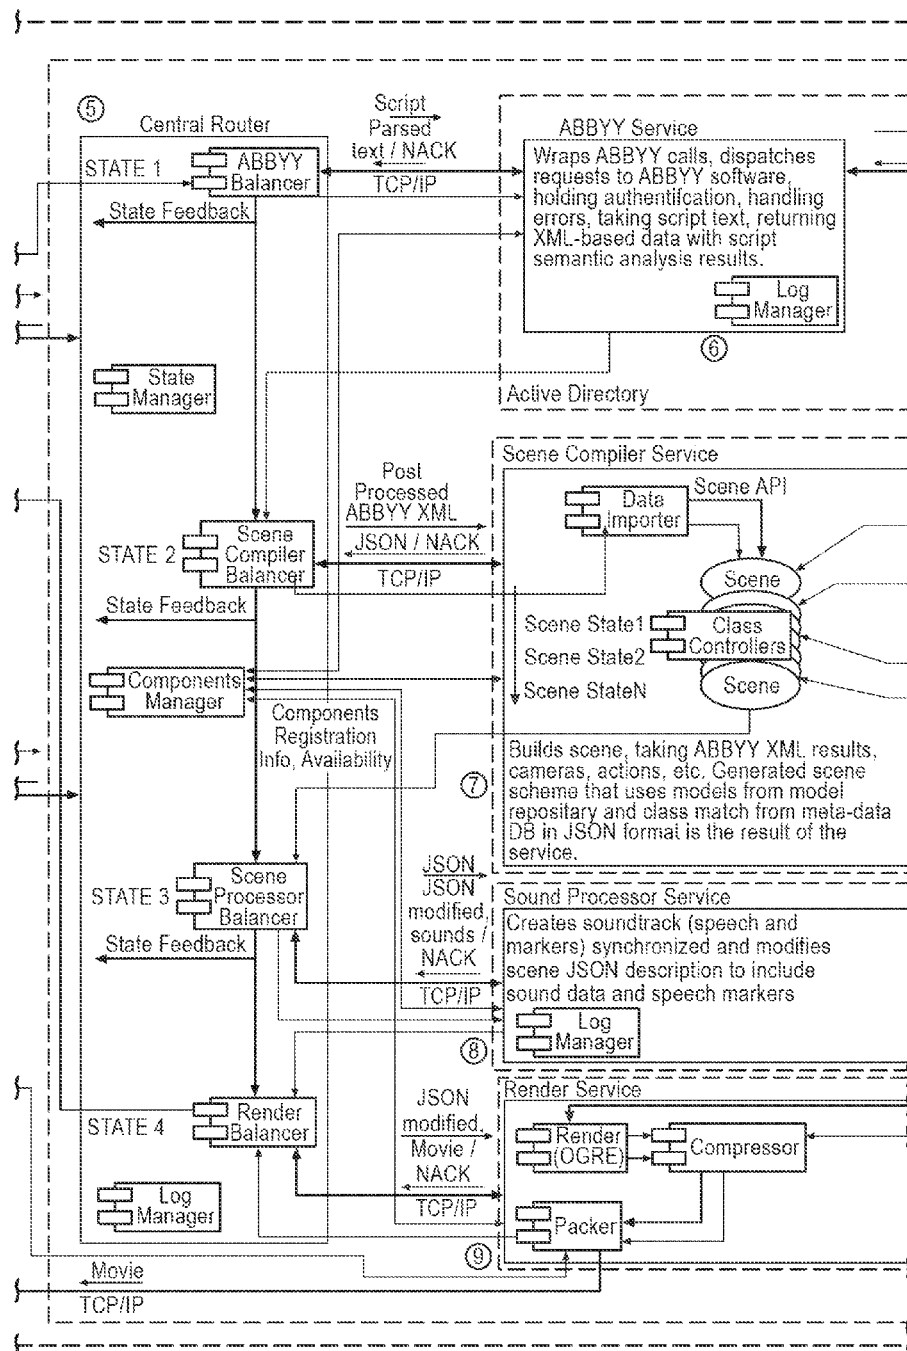 ⑤
Central Router
STATE 1
ABBYY
Balancer
State Feedback
State
Manager
STATE 2
Scene
Compiler
Balancer
State Feedback
Components
Manager
Components
Registration
Info, Availability
STATE 3
Scene
Processor
Balancer
State Feedback
STATE 4
Render
Balancer
Log
Manager
Movie
TCP/IP
Script
Parsed
text / NACK
TCP/IP
ABBYY Service
Wraps ABBYY calls, dispatches
requests to ABBYY software,
holding authentifcation, handling
errors, taking script text, returning
XML-based data with script
semantic analysis results.
Log
Manager
⑥
Active Directory
Post
Processed
ABBYY XML
JSON / NACK
TCP/IP
Scene Compiler Service
Data
Importer
Scene API
Scene
Scene State1
Scene State2
Scene StateN
Class
Controllers
Scene
⑦
Builds scene, taking ABBYY XML results,
cameras, actions, etc. Generated scene
scheme that uses models from model
repositary and class match from meta-data
DB in JSON format is the result of the
service.
JSON
JSON
modified,
sounds /
NACK
TCP/IP
Sound Processor Service
Creates soundtrack (speech and
markers) synchronized and modifies
scene JSON description to include
sound data and speech markers
Log
Manager
⑧
JSON
modified,
Movie /
NACK
TCP/IP
Render Service
Render
(OGRE)
Compressor
Packer
⑨